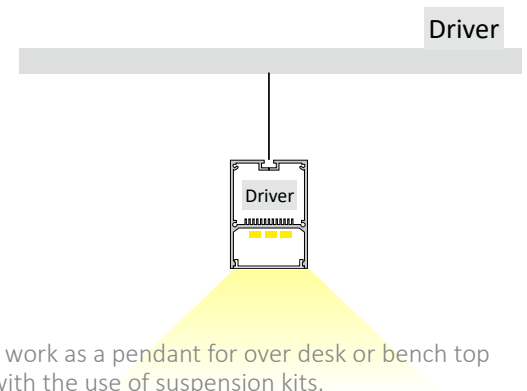 Driver
Driver
work as a pendant for over desk or bench top
with the use of suspension kits.